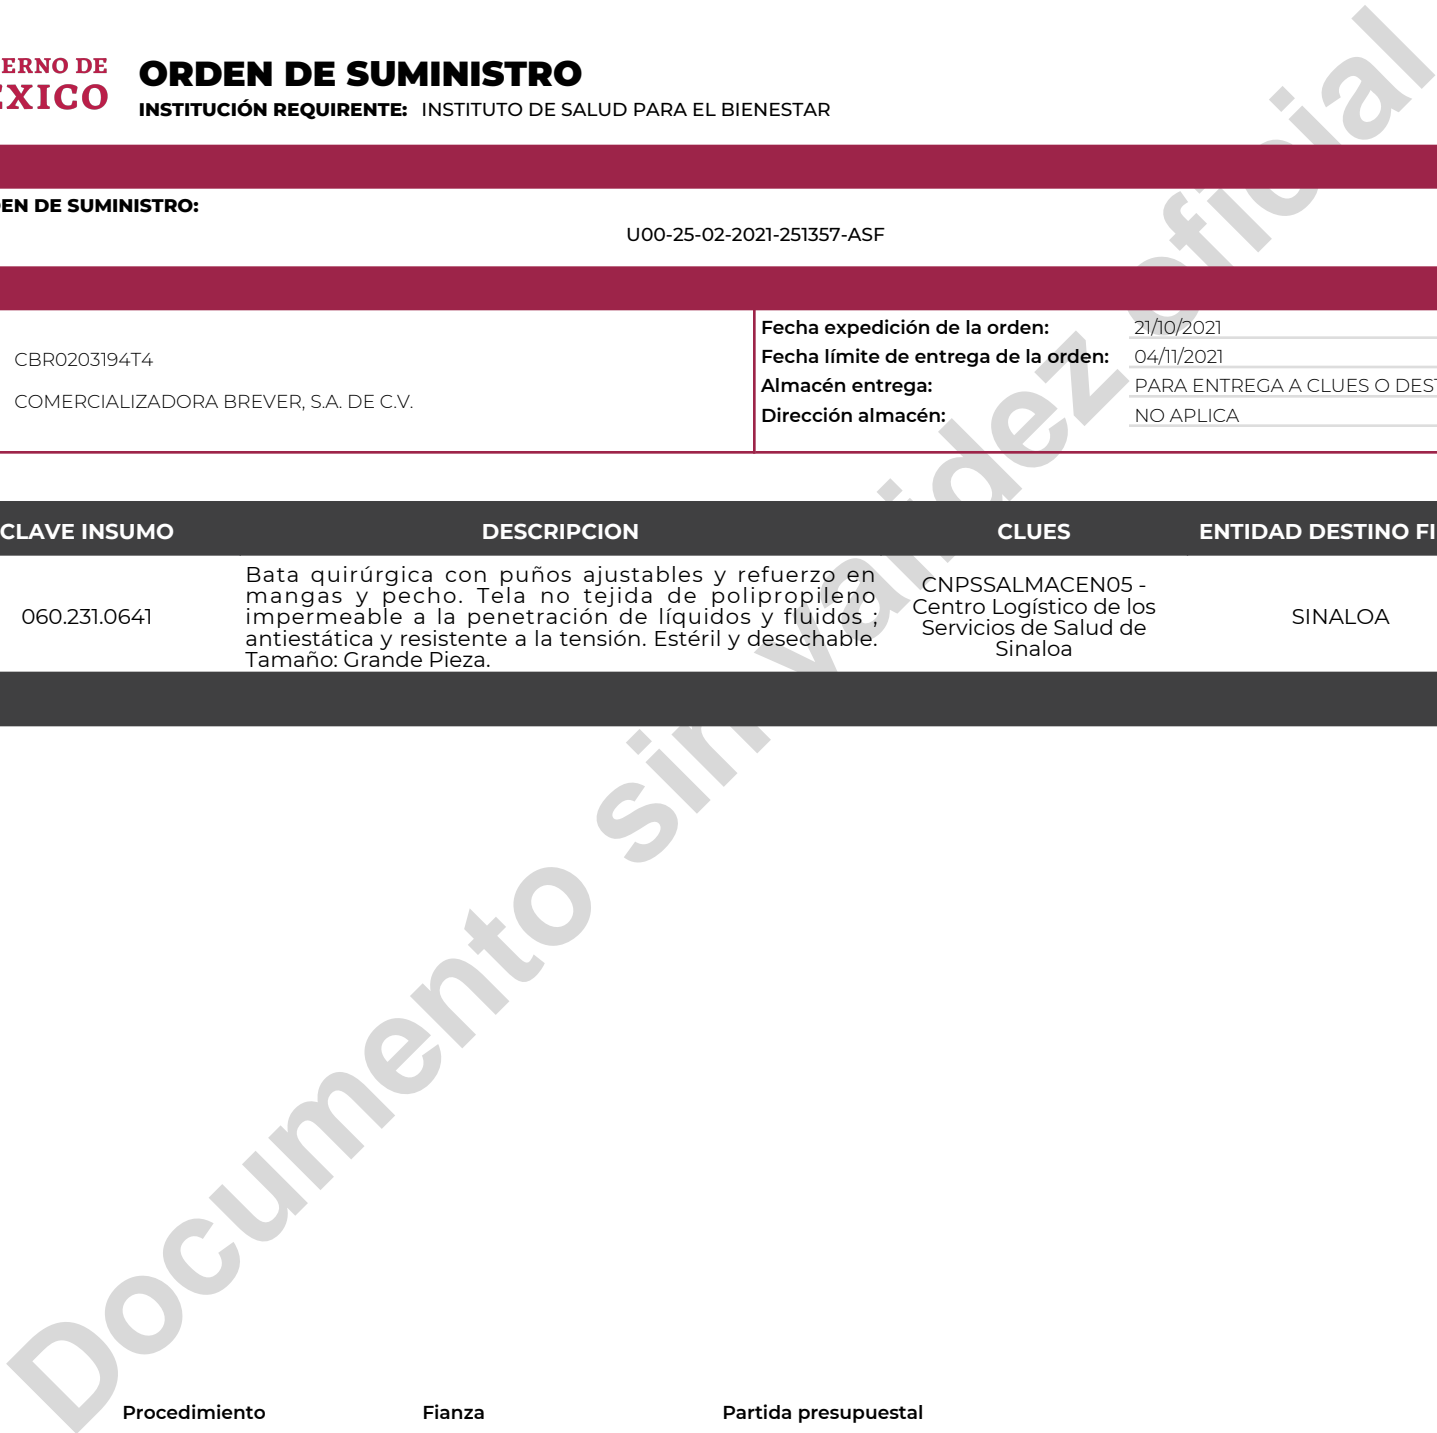 ERNO DE
EXICO
ORDEN DE SUMINISTRO
INSTITUCIÓN REQUIRENTE: INSTITUTO DE SALUD PARA EL BIENESTAR
EN DE SUMINISTRO:
U00-25-02-2021-251357-ASF
CBR0203194T4
COMERCIALIZADORA BREVER, S.A. DE C.V.
Fecha expedición de la orden: 21/10/2021
Fecha límite de entrega de la orden: 04/11/2021
Almacén entrega: PARA ENTREGA A CLUES O DEST
Dirección almacén: NO APLICA
CLAVE INSUMO DESCRIPCION CLUES ENTIDAD DESTINO FI
060.231.0641
Bata quirúrgica con puños ajustables y refuerzo en
mangas y pecho. Tela no tejida de polipropileno
impermeable a la penetración de líquidos y fluidos ;
antiestática y resistente a la tensión. Estéril y desechable.
Tamaño: Grande Pieza.
CNPSSALMACEN05 -
Centro Logístico de los
Servicios de Salud de
Sinaloa
SINALOA
Documento sin validez oficial
Procedimiento Fianza Partida presupuestal